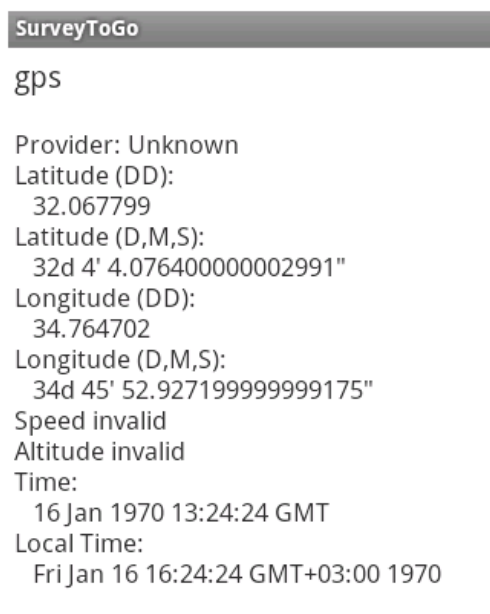 SurveyToGo
gps
Provider: Unknown
Latitude (DD):
32.067799
Latitude (D,M,S):
32d 4' 4.076400000002991"
Longitude (DD):
34.764702
Longitude (D,M,S):
34d 45' 52.927199999999175"
Speed invalid
Altitude invalid
Time:
16 Jan 1970 13:24:24 GMT
Local Time:
Fri Jan 16 16:24:24 GMT+03:00 1970